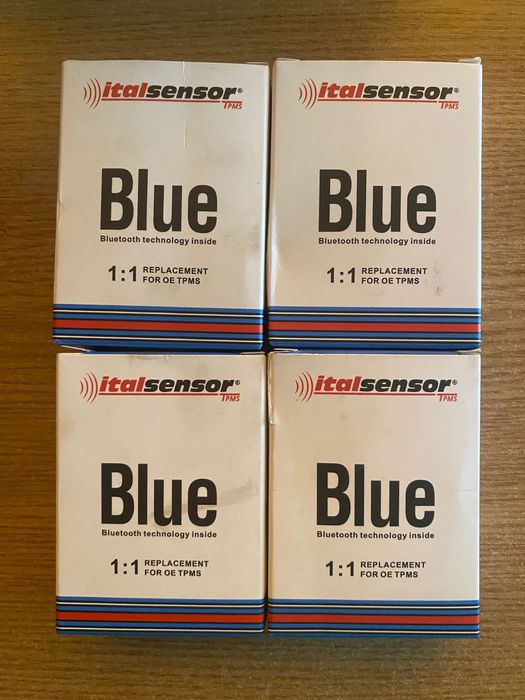 italsensor®
TPMS
Blue
Bluetooth technology inside
1:1 REPLACEMENT
FOR OE TPMS
italsensor®
TPMS
Blue
Bluetooth technology inside
1:1 REPLACEMENT
FOR OE TPMS
italsensor®
TPMS
Blue
Bluetooth technology inside
1:1 REPLACEMENT
FOR OE TPMS
italsensor®
TPMS
Blue
Bluetooth technology inside
1:1 REPLACEMENT
FOR OE TPMS